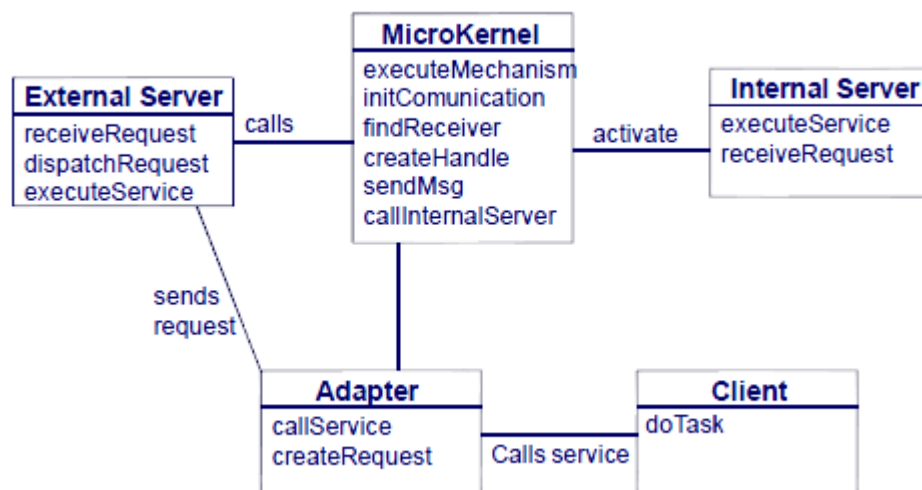 MicroKernel
executeMechanism
initComunication
findReceiver
createHandle
sendMsg
callInternalServer
External Server
receiveRequest
dispatchRequest
executeService
calls
activate
Internal Server
executeService
receiveRequest
sends
request
Adapter
callService
createRequest
Calls service
Client
doTask